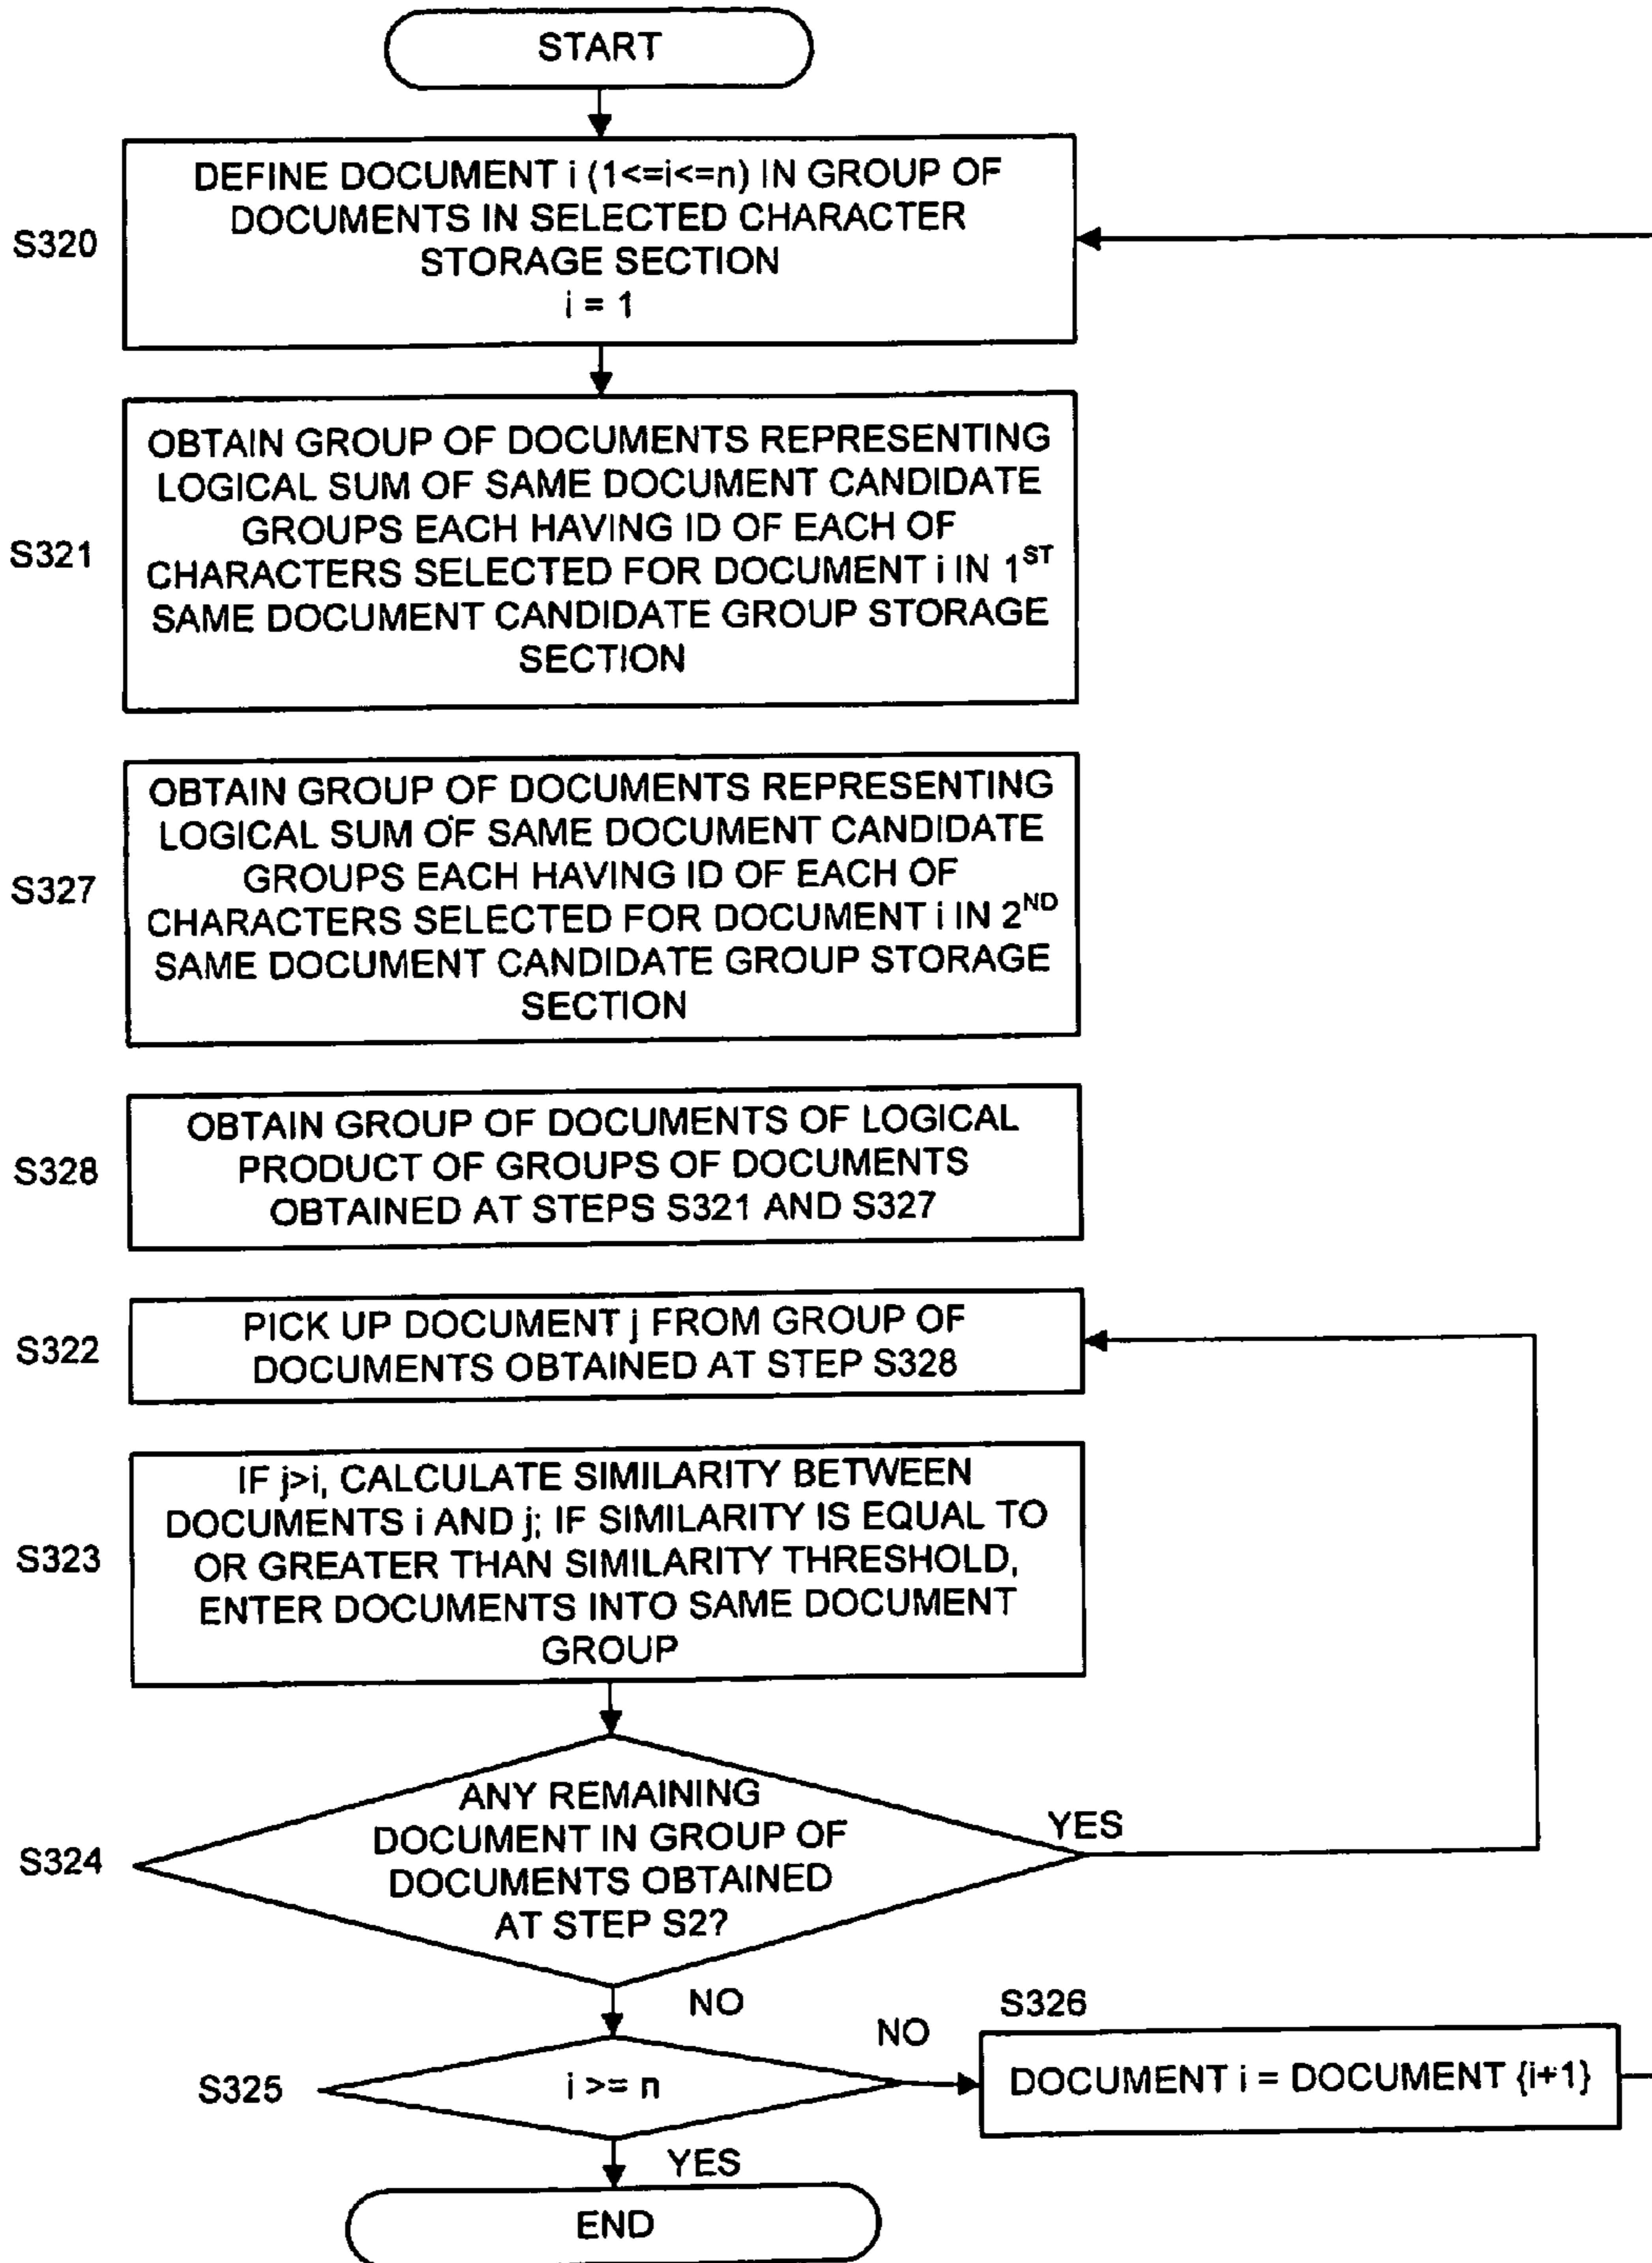 START
S320
DEFINE DOCUMENT i (1<=i<=n) IN GROUP OF
DOCUMENTS IN SELECTED CHARACTER
STORAGE SECTION
i = 1
S321
OBTAIN GROUP OF DOCUMENTS REPRESENTING
LOGICAL SUM OF SAME DOCUMENT CANDIDATE
GROUPS EACH HAVING ID OF EACH OF
CHARACTERS SELECTED FOR DOCUMENT i IN 1ST
SAME DOCUMENT CANDIDATE GROUP STORAGE
SECTION
S327
OBTAIN GROUP OF DOCUMENTS REPRESENTING
LOGICAL SUM OF SAME DOCUMENT CANDIDATE
GROUPS EACH HAVING ID OF EACH OF
CHARACTERS SELECTED FOR DOCUMENT i IN 2ND
SAME DOCUMENT CANDIDATE GROUP STORAGE
SECTION
S328
OBTAIN GROUP OF DOCUMENTS OF LOGICAL
PRODUCT OF GROUPS OF DOCUMENTS
OBTAINED AT STEPS S321 AND S327
S322
PICK UP DOCUMENT j FROM GROUP OF
DOCUMENTS OBTAINED AT STEP S328
S323
IF j>i, CALCULATE SIMILARITY BETWEEN
DOCUMENTS i AND j; IF SIMILARITY IS EQUAL TO
OR GREATER THAN SIMILARITY THRESHOLD,
ENTER DOCUMENTS INTO SAME DOCUMENT
GROUP
S324
ANY REMAINING
DOCUMENT IN GROUP OF
DOCUMENTS OBTAINED
AT STEP S2?
YES
NO
S325
i >= n
NO
S326
DOCUMENT i = DOCUMENT {i+1}
YES
END